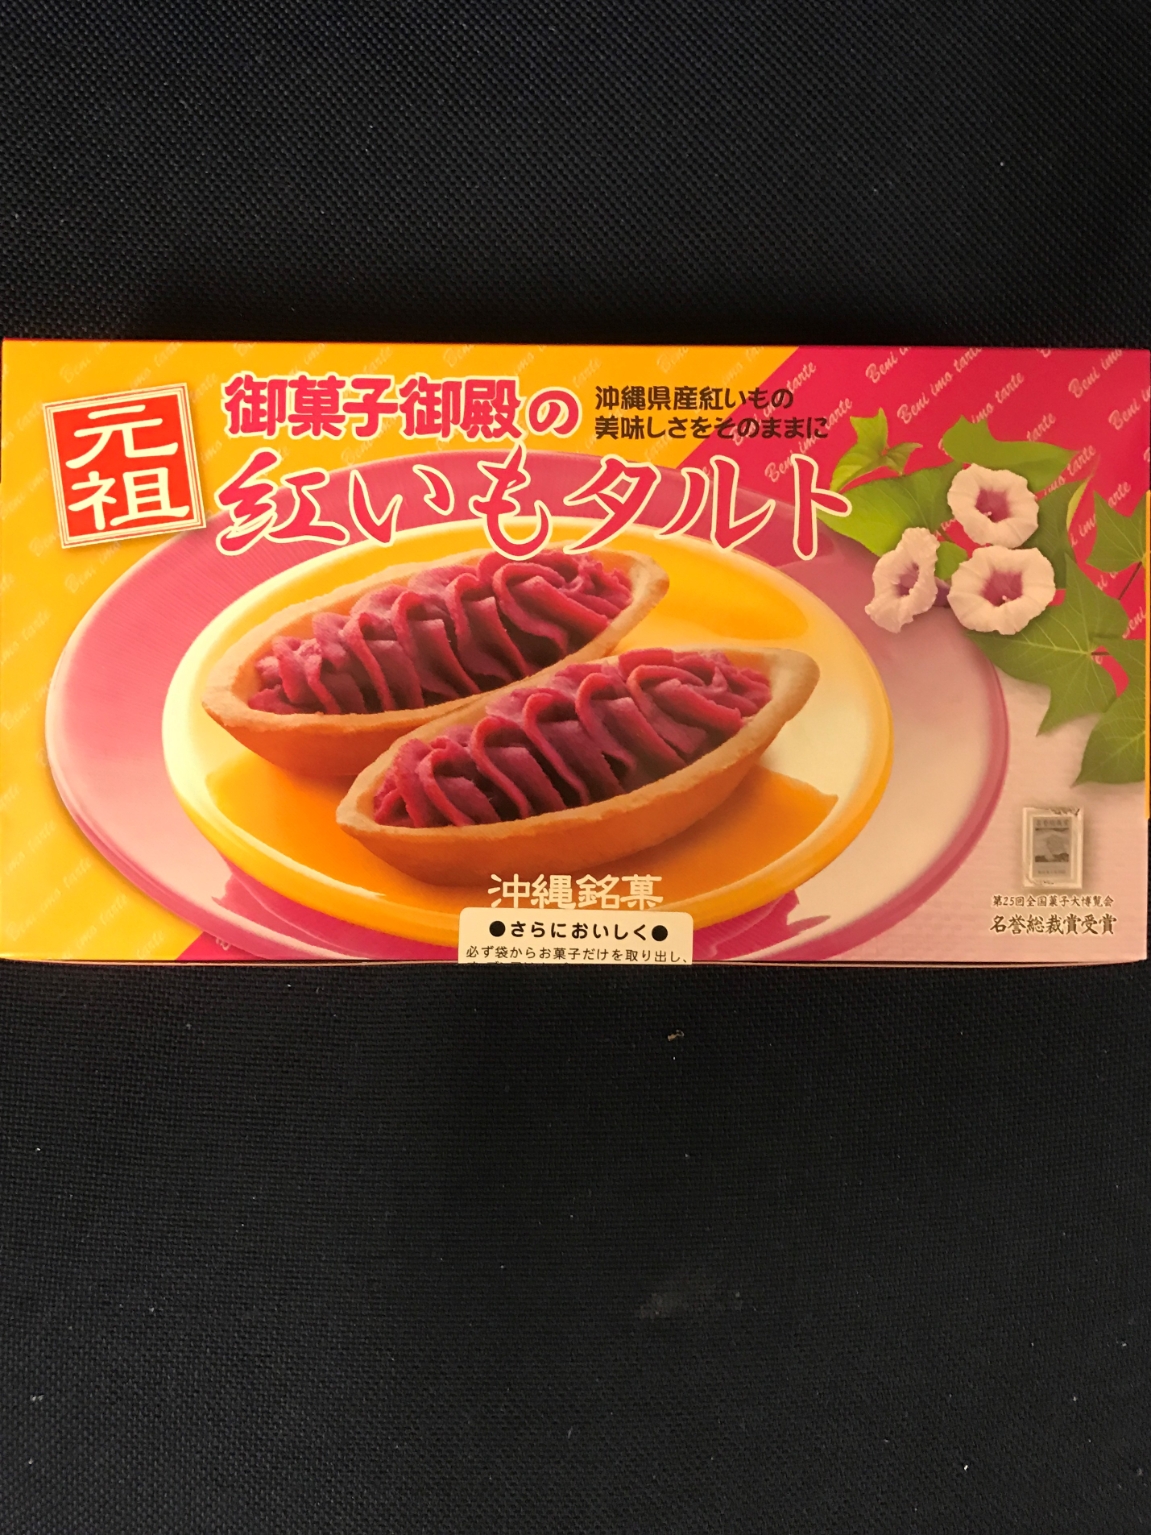 元祖
御菓子御殿の
沖縄県産紅いもの
美味しさをそのままに
紅いもタルト
Beni imo tarte
沖縄銘菓
●さらにおいしく●
必ず袋からお菓子だけを取り出し、
第25回全国菓子大博覧会
名誉総裁賞受賞